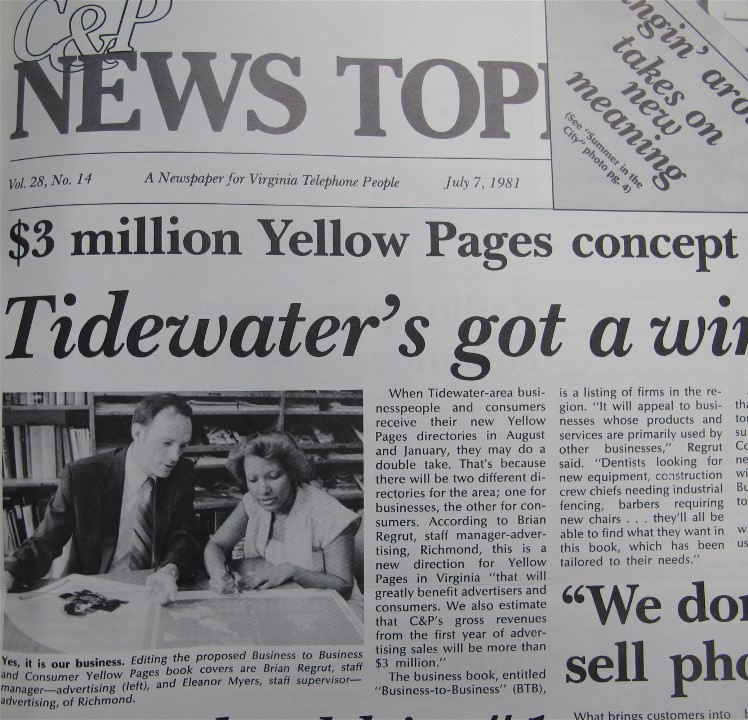 C&P
NEWS
Vol. 28, No. 14
A Newspaper for Virginia Telephone People
July 7, 1981
takes on
new
meaning
(See "Summer in the
City" photo pg. 4)
$3 million Yellow Pages concept
Tidewater's got a
Yes, it is our business. Editing the proposed Business to Business
and Consumer Yellow Pages book covers are Brian Regrut, staff
manager—advertising (left), and Eleanor Myers, staff supervisor—
advertising, of Richmond.
When Tidewater-area busi-
nesspeople and consumers
receive their new Yellow
Pages directories in August
and January, they may do a
double take. That's because
there will be two different di-
rectories for the area; one for
businesses, the other for con-
sumers. According to Brian
Regrut, staff manager-adver-
tising, Richmond, this is a
new direction for Yellow
Pages in Virginia "that will
greatly benefit advertisers and
consumers. We also estimate
that C&P's gross revenues
from the first year of adver-
tising sales will be more than
$3 million."
The business book, entitled
"Business-to-Business" (BTB),
is a listing of firms in the re-
gion. "It will appeal to busi-
nesses whose products and
services are primarily used by
other businesses," Regrut
said. "Dentists looking for
new equipment, construction
crew chiefs needing industrial
fencing, barbers requiring
new chairs . . . they'll all be
able to find what they want in
this book, which has been
tailored to their needs."
"We
sell
What brings customers into